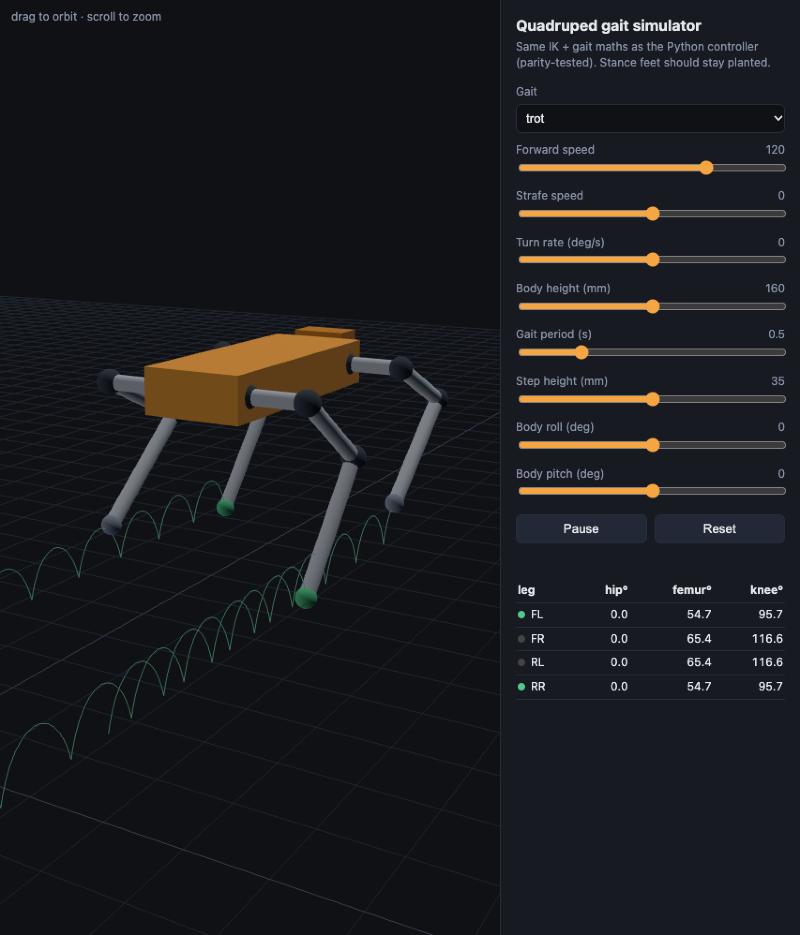 drag to orbit · scroll to zoom
Quadruped gait simulator
Same IK + gait maths as the Python controller
(parity-tested). Stance feet should stay planted.
Gait
trot
Forward speed 120
Strafe speed 0
Turn rate (deg/s) 0
Body height (mm) 160
Gait period (s) 0.5
Step height (mm) 35
Body roll (deg) 0
Body pitch (deg) 0
Pause Reset
leg hip° femur° knee°
FL 0.0 54.7 95.7
FR 0.0 65.4 116.6
RL 0.0 65.4 116.6
RR 0.0 54.7 95.7